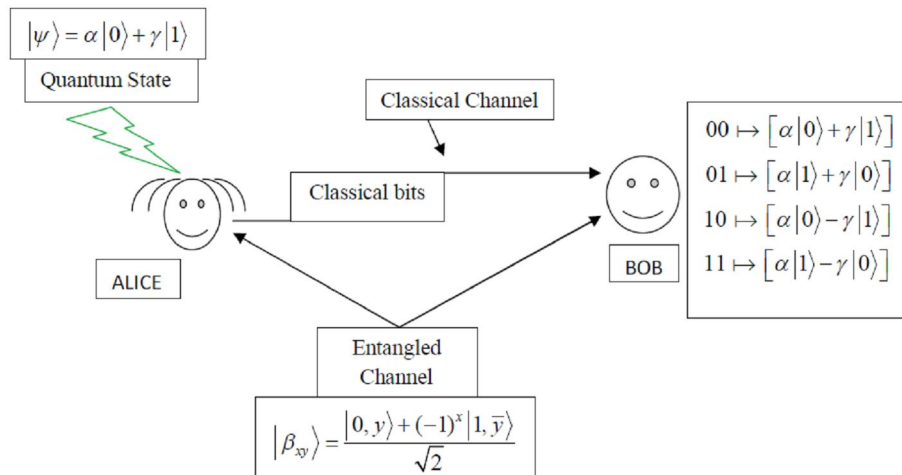 |ψ⟩ = α|0⟩ + γ|1⟩
Quantum State
Classical Channel
Classical bits
ALICE
BOB
00 ↦ [α|0⟩ + γ|1⟩]
01 ↦ [α|1⟩ + γ|0⟩]
10 ↦ [α|0⟩ − γ|1⟩]
11 ↦ [α|1⟩ − γ|0⟩]
Entangled
Channel
|β_xy⟩ = (|0, y⟩ + (−1)^x |1, y̅⟩) / √2